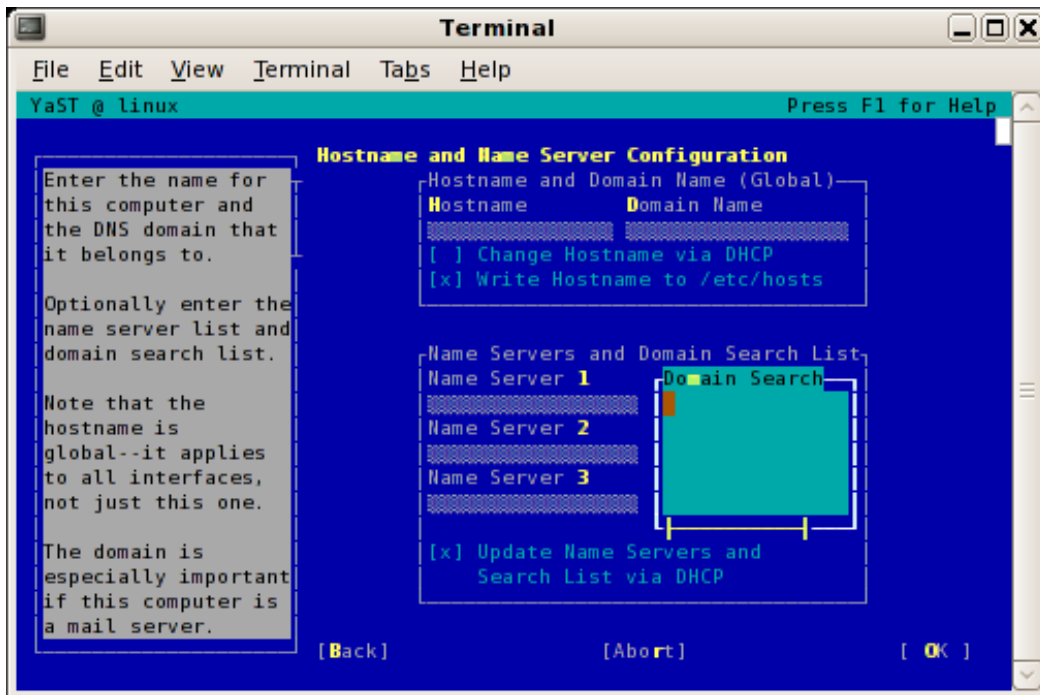 Terminal
File Edit View Terminal Tabs Help
YaST @ linux Press F1 for Help
Hostname and Name Server Configuration
Enter the name for
this computer and
the DNS domain that
it belongs to.
Optionally enter the
name server list and
domain search list.
Note that the
hostname is
global--it applies
to all interfaces,
not just this one.
The domain is
especially important
if this computer is
a mail server.
Hostname and Domain Name (Global)
Hostname Domain Name
[ ] Change Hostname via DHCP
[x] Write Hostname to /etc/hosts
Name Servers and Domain Search List
Name Server 1
Name Server 2
Name Server 3
Domain Search
[x] Update Name Servers and
Search List via DHCP
[Back] [Abort] [ OK ]